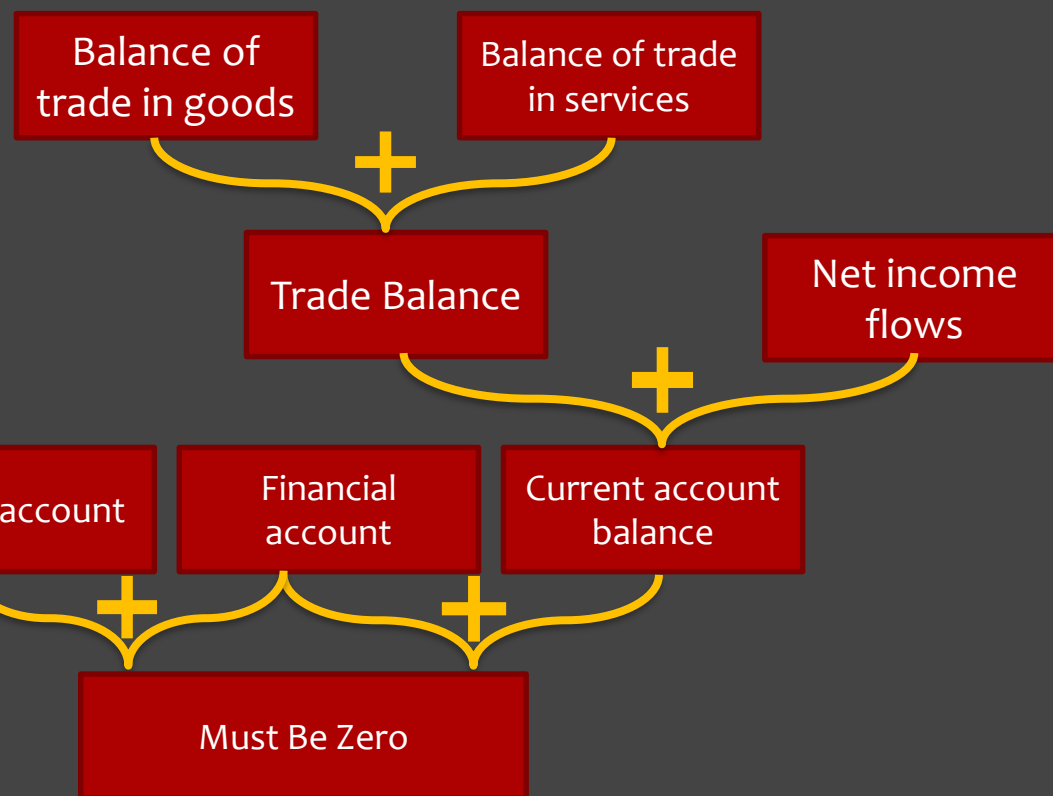 Balance of
trade in goods
Balance of trade
in services
Trade Balance
Net income
flows
account
Financial
account
Current account
balance
Must Be Zero